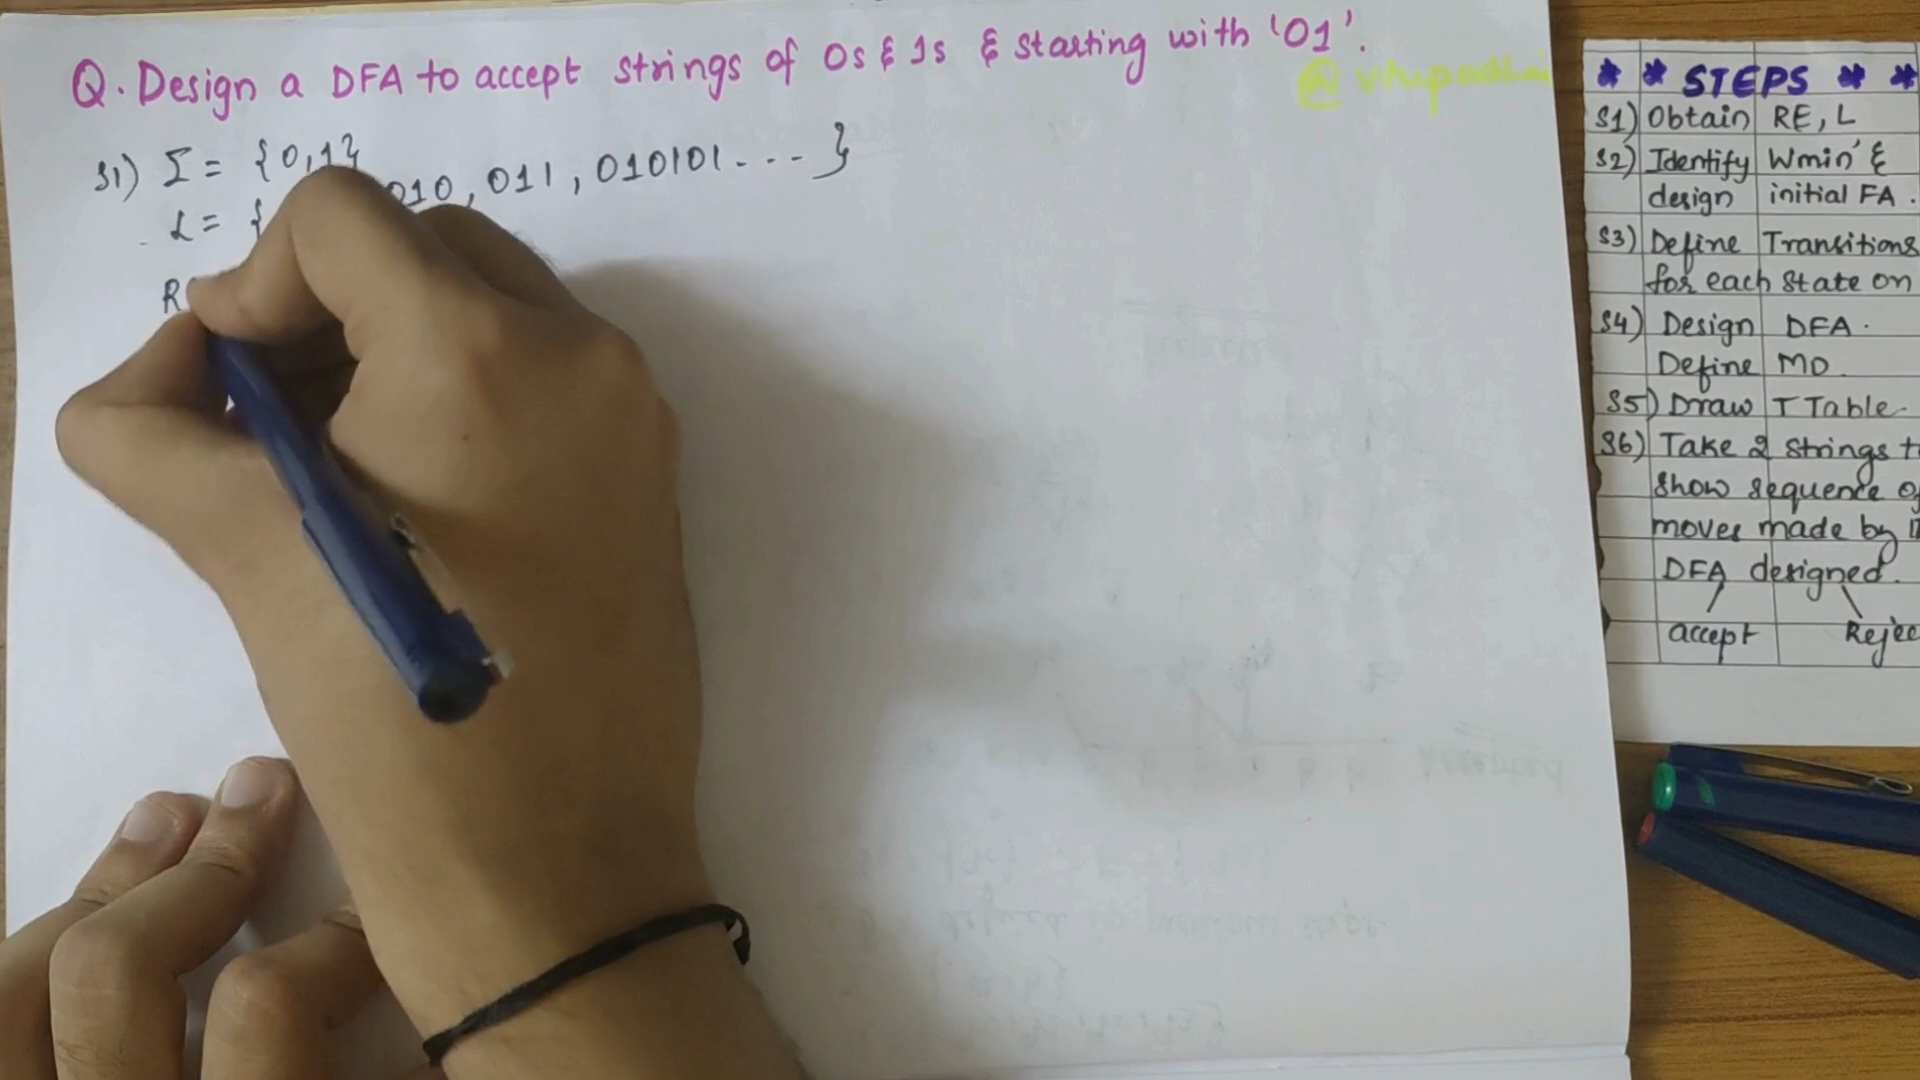 Q. Design a DFA to accept strings of 0s & 1s & starting with '01'.
S1) Σ = {0,1}
L = { 010, 011, 010101... }
R
* * STEPS * *
S1) Obtain RE, L
S2) Identify Wmin' &
design initial FA.
S3) Define Transitions
for each state on
S4) Design DFA.
Define MD.
S5) Draw T Table.
S6) Take 2 strings
show sequence
moves made by
DFA designed.
accept